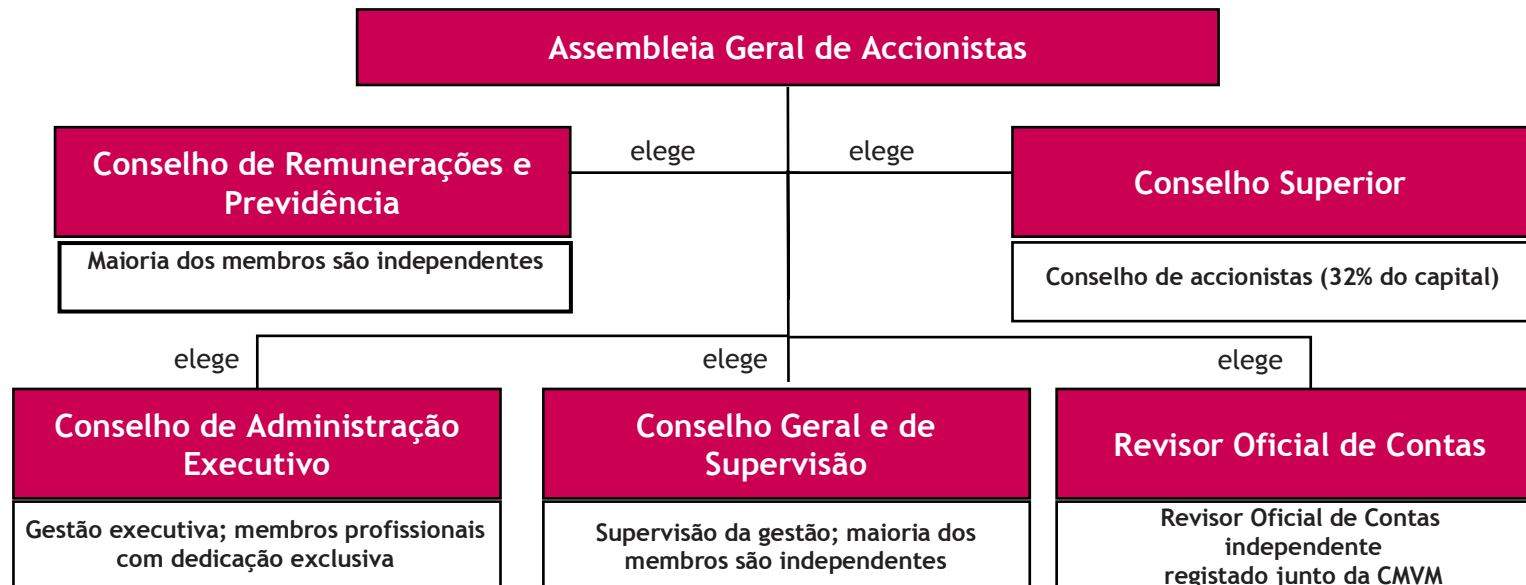 Assembleia Geral de Accionistas
Conselho de Remunerações e
Previdência
elege
elege
Conselho Superior
Maioria dos membros são independentes
Conselho de accionistas (32% do capital)
elege
elege
elege
Conselho de Administração
Executivo
Conselho Geral e de
Supervisão
Revisor Oficial de Contas
Gestão executiva; membros profissionais
com dedicação exclusiva
Supervisão da gestão; maioria dos
membros são independentes
Revisor Oficial de Contas
independente
registado junto da CMVM